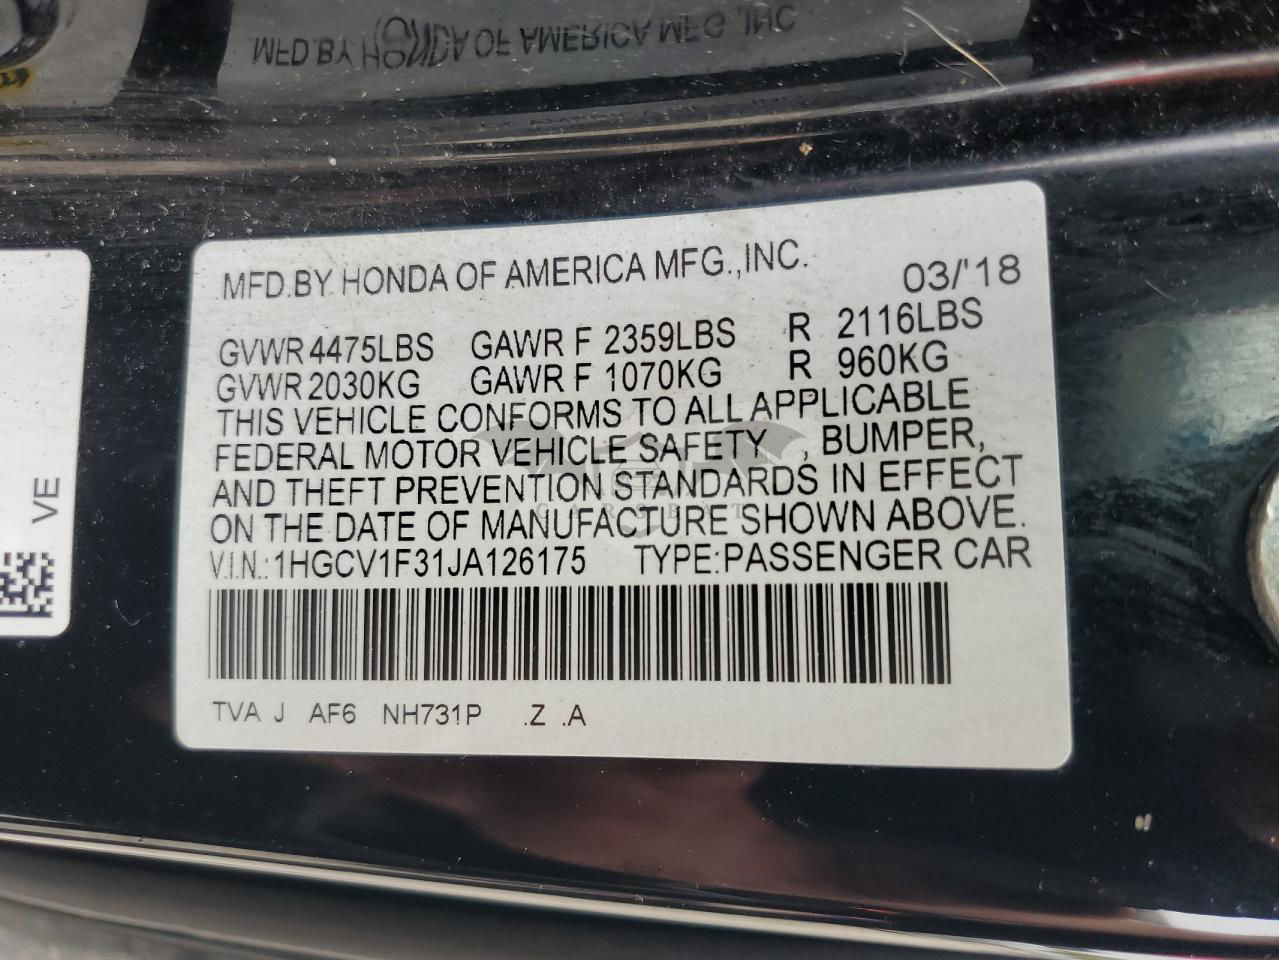 MFD.BY HONDA OF AMERICA MFG.,INC.
MFD.BY HONDA OF AMERICA MFG.,INC. 03/'18
GVWR 4475LBS GAWR F 2359LBS R 2116LBS
GVWR 2030KG GAWR F 1070KG R 960KG
THIS VEHICLE CONFORMS TO ALL APPLICABLE
FEDERAL MOTOR VEHICLE SAFETY , BUMPER,
AND THEFT PREVENTION STANDARDS IN EFFECT
ON THE DATE OF MANUFACTURE SHOWN ABOVE.
V.I.N.: 1HGCV1F31JA126175 TYPE:PASSENGER CAR
TVA J AF6 NH731P .Z .A
VE
CARSBAT